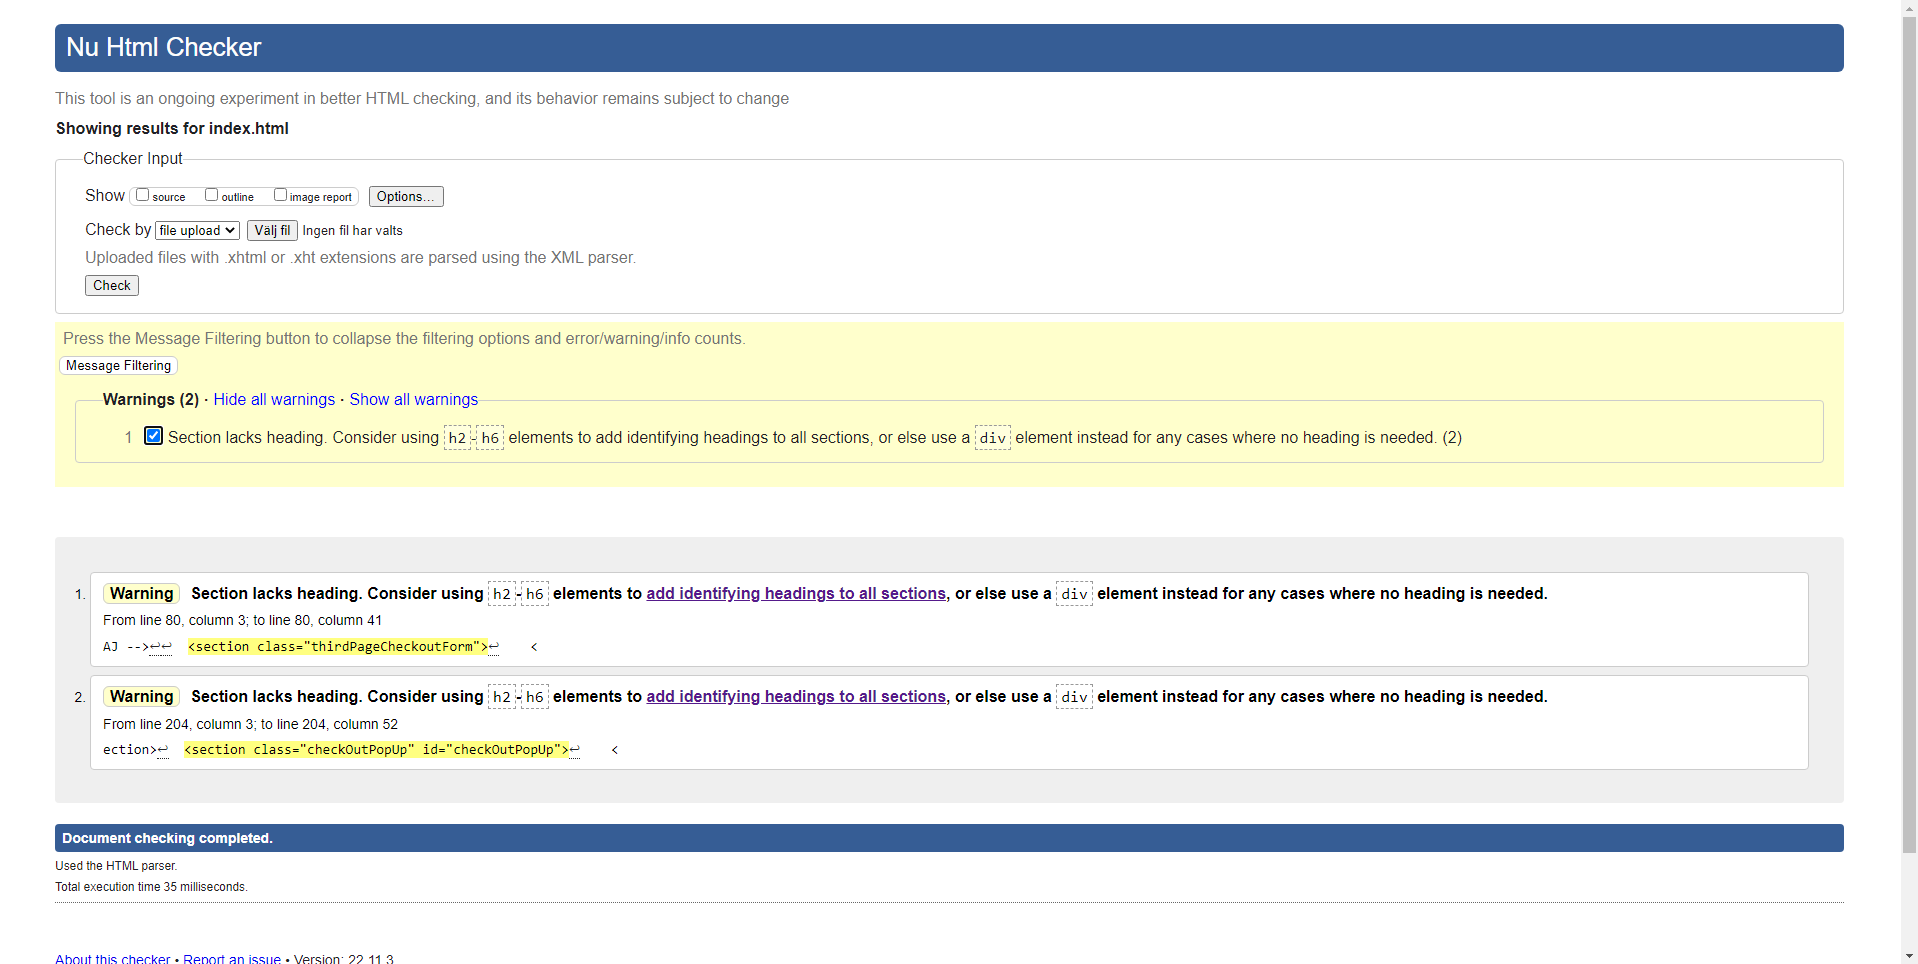 Nu Html Checker
This tool is an ongoing experiment in better HTML checking, and its behavior remains subject to change
Showing results for index.html
Checker Input
Show source outline image report Options...
Check by file upload Välj fil Ingen fil har valts
Uploaded files with .xhtml or .xht extensions are parsed using the XML parser.
Check
Press the Message Filtering button to collapse the filtering options and error/warning/info counts.
Message Filtering
Warnings (2) · Hide all warnings · Show all warnings
1 Section lacks heading. Consider using h2-h6 elements to add identifying headings to all sections, or else use a div element instead for any cases where no heading is needed. (2)
1. Warning Section lacks heading. Consider using h2-h6 elements to add identifying headings to all sections, or else use a div element instead for any cases where no heading is needed.
From line 80, column 3; to line 80, column 41
AJ -->↩↩ <section class="thirdPageCheckoutForm">↩ <
2. Warning Section lacks heading. Consider using h2-h6 elements to add identifying headings to all sections, or else use a div element instead for any cases where no heading is needed.
From line 204, column 3; to line 204, column 52
ection>↩ <section class="checkOutPopUp" id="checkOutPopUp">↩ <
Document checking completed.
Used the HTML parser.
Total execution time 35 milliseconds.
About this checker • Report an issue • Version: 22.11.3